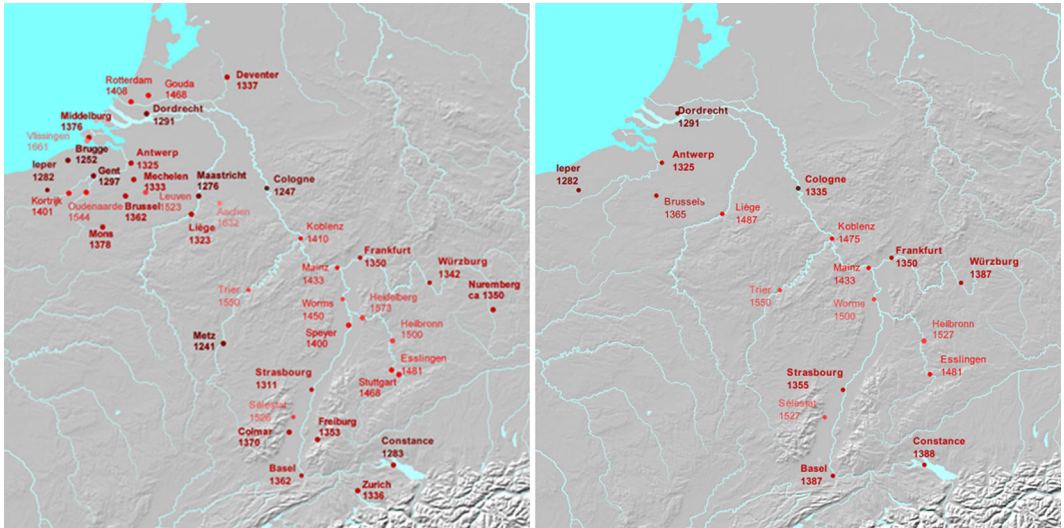 Rotterdam
1408
Gouda
1468
Deventer
1337
Dordrecht
1291
Middelburg
1376
Vlissingen
1661
Brugge
1252
Ieper
1282
Gent
1297
Antwerp
1325
Mechelen
1333
Maastricht
1276
Cologne
1247
Kortrijk
1401
Oudenaarde
1544
Brussel
1362
Leuven
1523
Aachen
1632
Mons
1378
Liège
1323
Koblenz
1410
Frankfurt
1350
Mainz
1433
Würzburg
1342
Nuremberg
ca 1350
Trier
1550
Worms
1450
Heidelberg
1573
Speyer
1400
Heilbronn
1500
Metz
1241
Esslingen
1481
Stuttgart
1468
Strasbourg
1311
Sélestat
1526
Colmar
1370
Freiburg
1353
Constance
1283
Basel
1362
Zurich
1336
Dordrecht
1291
Antwerp
1325
Ieper
1282
Brussels
1365
Cologne
1335
Liège
1487
Koblenz
1475
Frankfurt
1350
Mainz
1433
Würzburg
1387
Trier
1550
Worms
1500
Heilbronn
1527
Esslingen
1481
Strasbourg
1355
Sélestat
1527
Constance
1388
Basel
1387